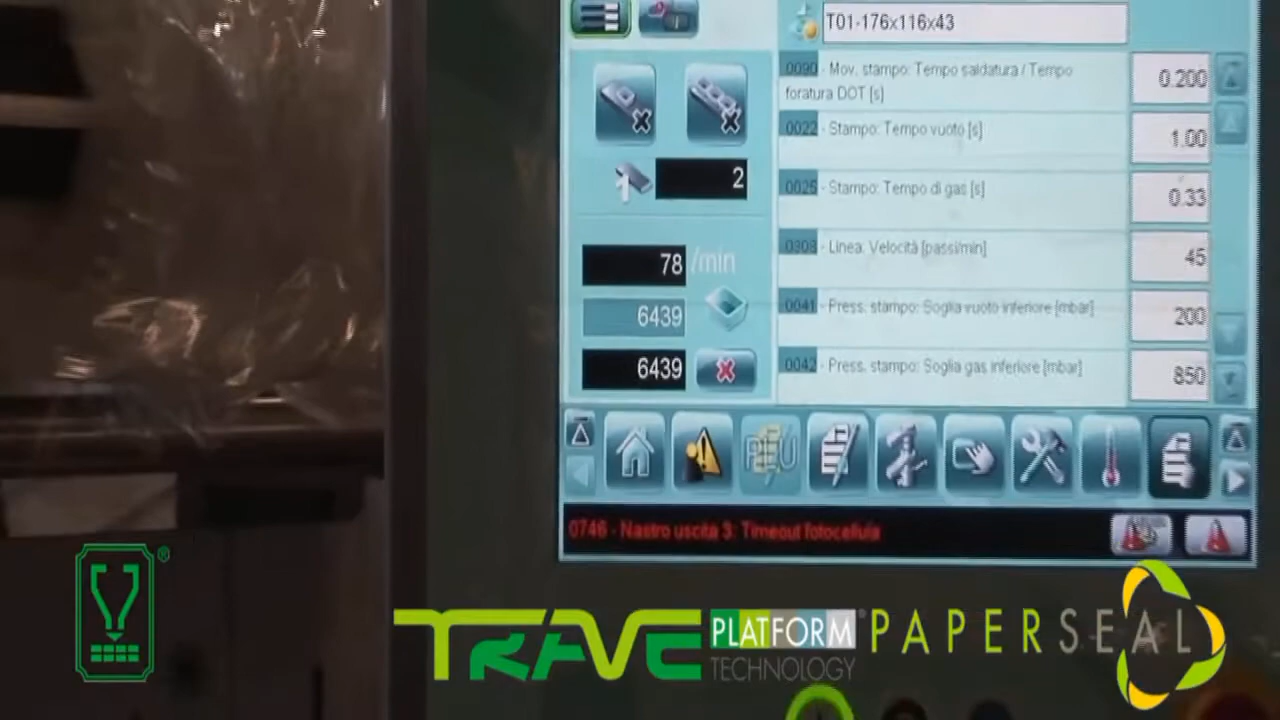 T01-176x116x43
0090 - Mov. stampo: Tempo saldatura / Tempo
foratura DOT [s]
0.200
0022 - Stampo: Tempo vuoto [s]
1.00
0025 - Stampo: Tempo di gas [s]
0.33
0308 - Linea: Velocità [passi/min]
45
0041 - Press. stampo: Soglia vuoto inferiore [mbar]
200
0042 - Press. stampo: Soglia gas inferiore [mbar]
850
2
78 /min
6439
6439
0746 - Nastro uscita 3: Timeout fotocellula
®
TRAVE
PLATFORM®
TECHNOLOGY
PAPERSEAL